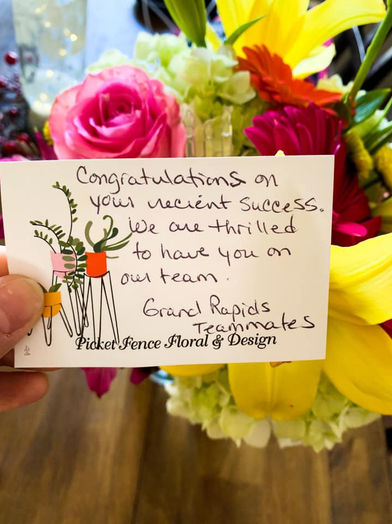 Congratulations on
your recient success.
We are thrilled
to have you on
our team.
Grand Rapids
Teammates
Picket Fence Floral & Design